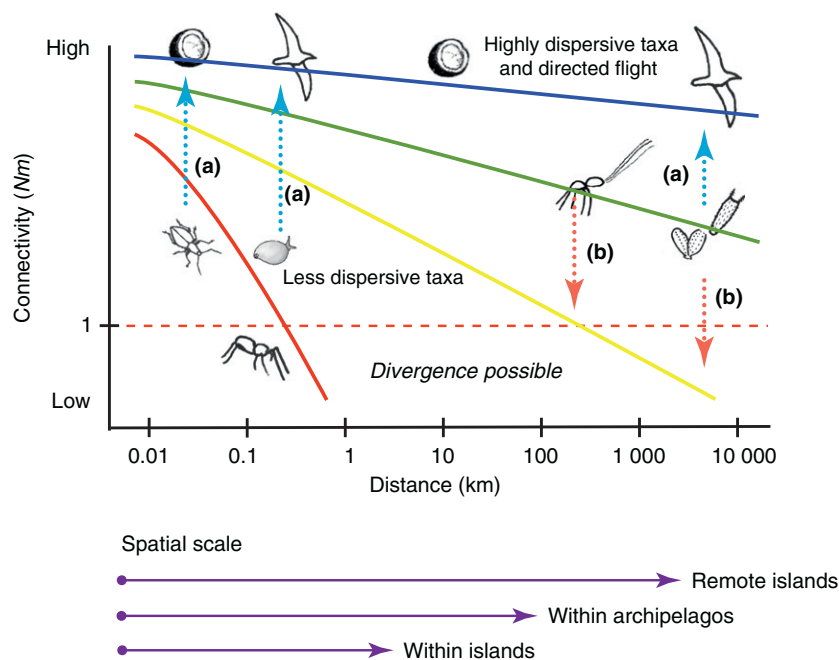 High
Highly dispersive taxa
and directed flight
(a)
(a)
(a)
(b)
(b)
Connectivity (Nm)
Less dispersive taxa
1
Divergence possible
Low
0.01 0.1 1 10 100 1 000 10 000
Distance (km)
Spatial scale
Remote islands
Within archipelagos
Within islands